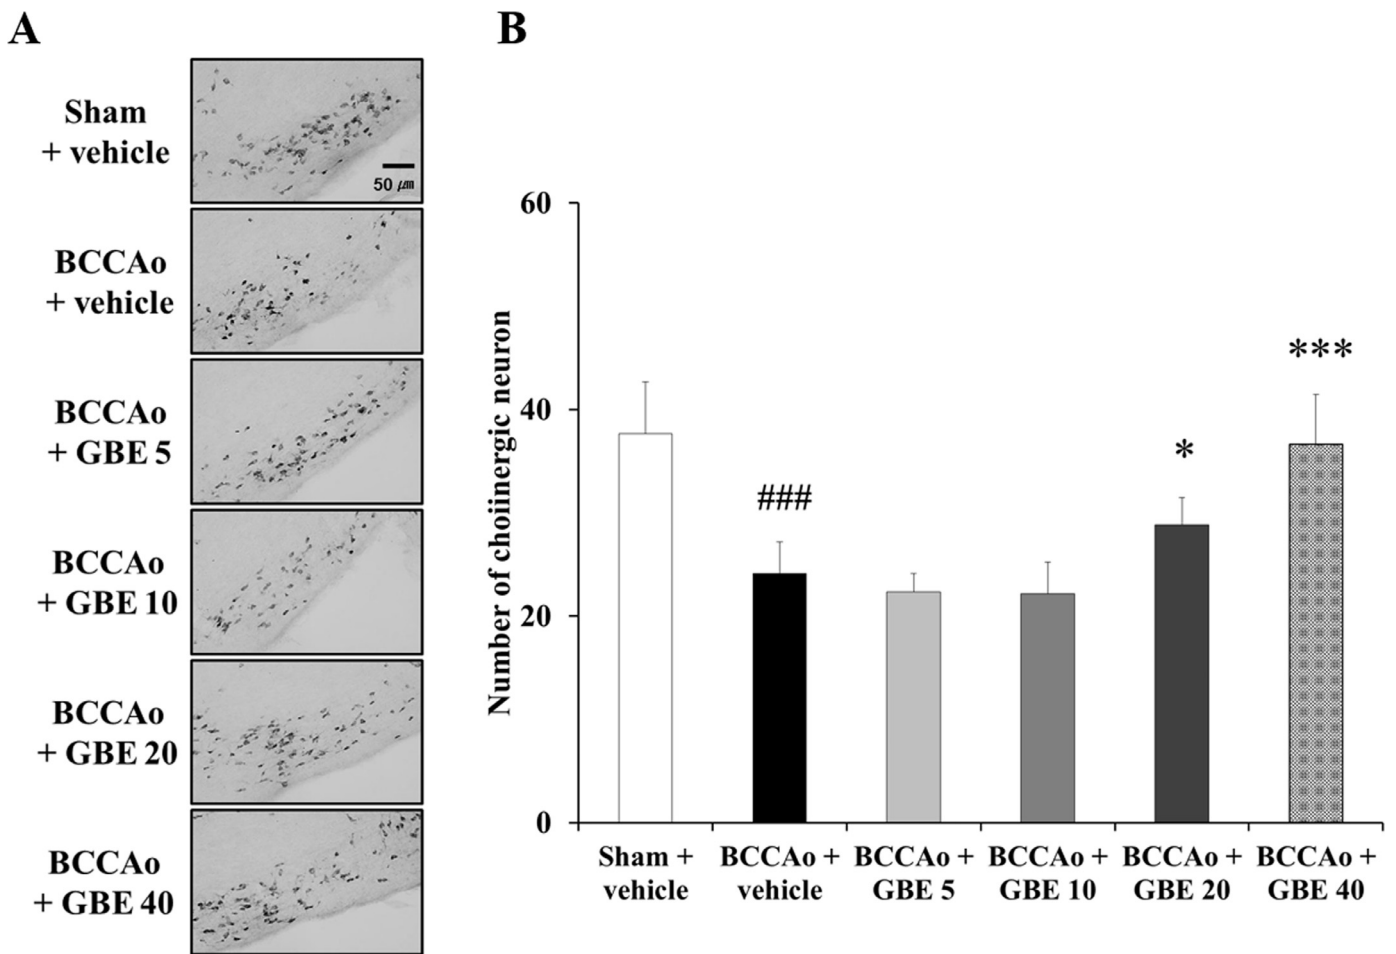 A
B
Sham
+ vehicle
50 ㎛
BCCAo
+ vehicle
BCCAo
+ GBE 5
BCCAo
+ GBE 10
BCCAo
+ GBE 20
BCCAo
+ GBE 40
Number of choiinergic neuron
60
40
20
0
###
*
***
Sham +
vehicle
BCCAo +
vehicle
BCCAo +
GBE 5
BCCAo +
GBE 10
BCCAo +
GBE 20
BCCAo +
GBE 40